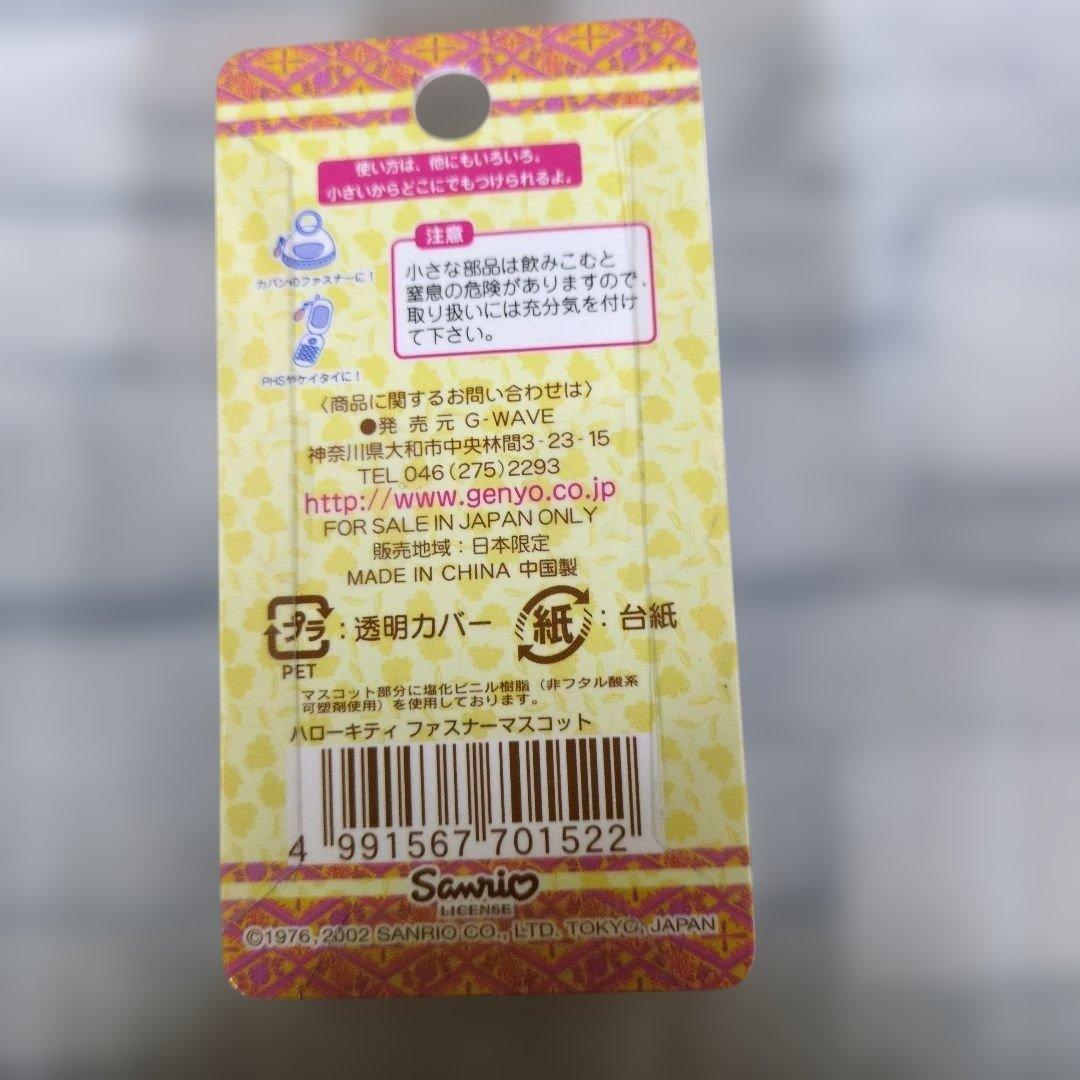 使い方は、他にもいろいろ。
小さいからどこにでもつけられるよ。
カバンのファスナーに！
PHSやケイタイに！
注意
小さな部品は飲みこむと
窒息の危険がありますので、
取り扱いには充分気を付け
て下さい。
〈商品に関するお問い合わせは〉
●発 売 元 G-WAVE
神奈川県大和市中央林間3-23-15
TEL 046(275)2293
http://www.genyo.co.jp
FOR SALE IN JAPAN ONLY
販売地域：日本限定
MADE IN CHINA 中国製
プラ：透明カバー 紙：台紙
PET
マスコット部分に塩化ビニル樹脂（非フタル酸系
可塑剤使用）を使用しております。
ハローキティ ファスナーマスコット
4 991567 701522
Sanrio
LICENSE
©1976,2002 SANRIO CO., LTD. TOKYO, JAPAN